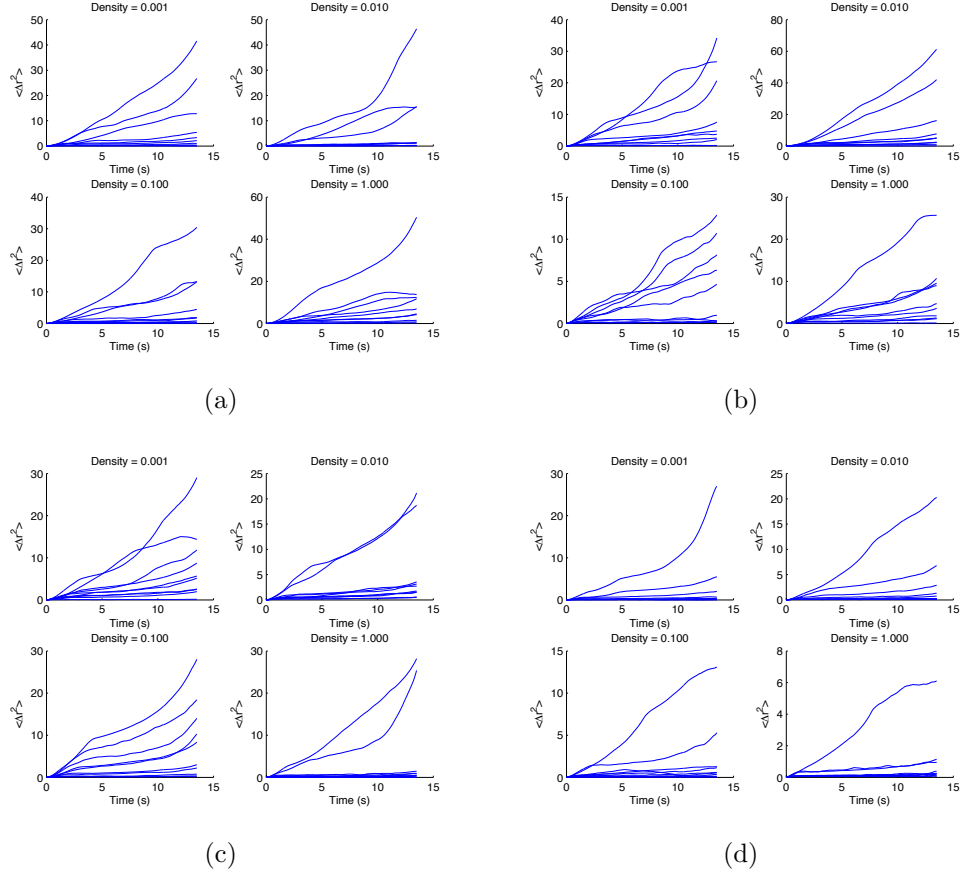 Density = 0.001
50
40
30
20
10
0
<Δr²>
0 5 10 15
Time (s)
Density = 0.010
50
40
30
20
10
0
<Δr²>
0 5 10 15
Time (s)
Density = 0.100
40
30
20
10
0
<Δr²>
0 5 10 15
Time (s)
Density = 1.000
60
40
20
0
<Δr²>
0 5 10 15
Time (s)
(a)
Density = 0.001
40
30
20
10
0
<Δr²>
0 5 10 15
Time (s)
Density = 0.010
80
60
40
20
0
<Δr²>
0 5 10 15
Time (s)
Density = 0.100
15
10
5
0
<Δr²>
0 5 10 15
Time (s)
Density = 1.000
30
20
10
0
<Δr²>
0 5 10 15
Time (s)
(b)
Density = 0.001
30
20
10
0
<Δr²>
0 5 10 15
Time (s)
Density = 0.010
25
20
15
10
5
0
<Δr²>
0 5 10 15
Time (s)
Density = 0.100
30
20
10
0
<Δr²>
0 5 10 15
Time (s)
Density = 1.000
30
20
10
0
<Δr²>
0 5 10 15
Time (s)
(c)
Density = 0.001
30
20
10
0
<Δr²>
0 5 10 15
Time (s)
Density = 0.010
25
20
15
10
5
0
<Δr²>
0 5 10 15
Time (s)
Density = 0.100
15
10
5
0
<Δr²>
0 5 10 15
Time (s)
Density = 1.000
8
6
4
2
0
<Δr²>
0 5 10 15
Time (s)
(d)